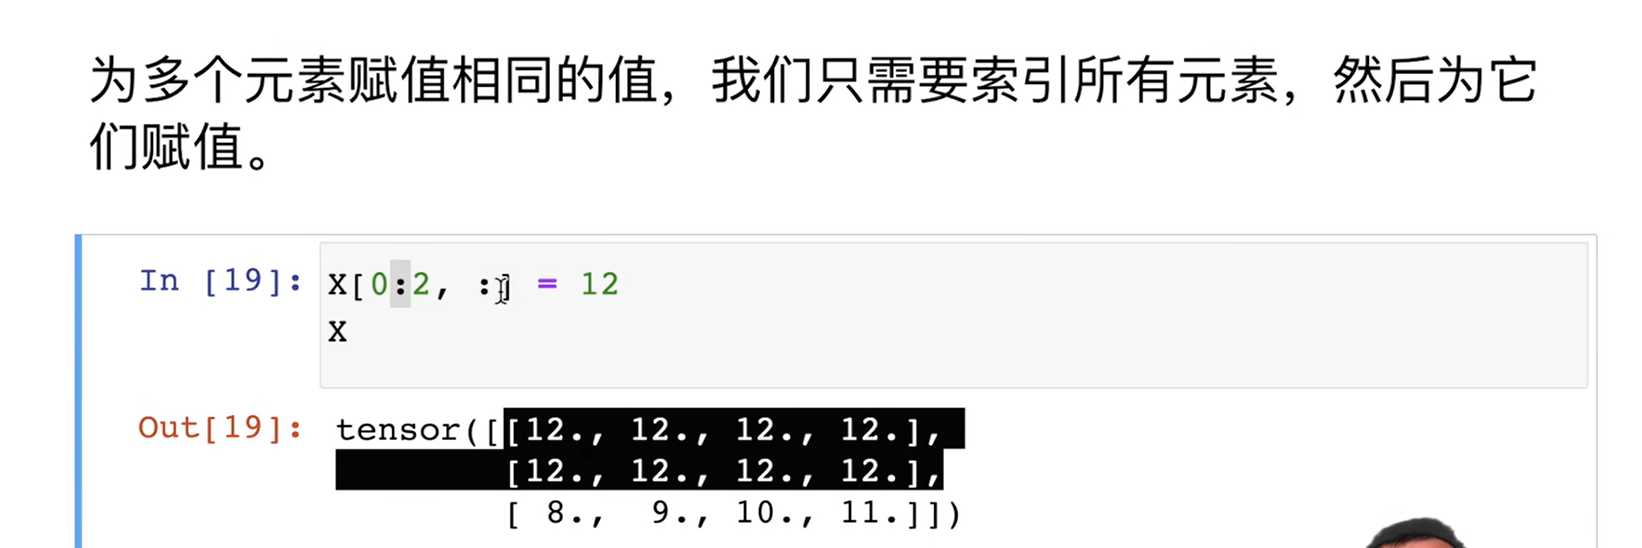 为多个元素赋值相同的值，我们只需要索引所有元素，然后为它
们赋值。
In [19]: X[0:2, :] = 12
X
Out[19]: tensor([[12., 12., 12., 12.],
[12., 12., 12., 12.],
[ 8.,  9., 10., 11.]])